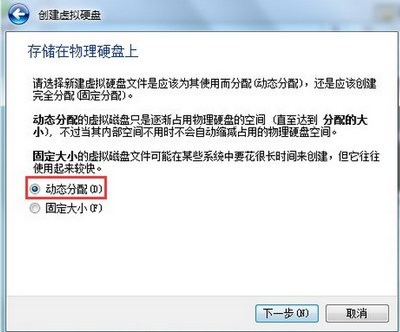 创建虚拟硬盘
存储在物理硬盘上
请选择新建虚拟硬盘文件是应该为其使用而分配(动态分配)，还是应该创建
完全分配(固定分配)。
动态分配的虚拟磁盘只是逐渐占用物理硬盘的空间（直至达到 分配的大
小），不过当其内部空间不用时不会自动缩减占用的物理硬盘空间。
固定大小的虚拟磁盘文件可能在某些系统中要花很长时间来创建，但它往往
使用起来较快。
动态分配(D)
固定大小(F)
下一步(N)
取消